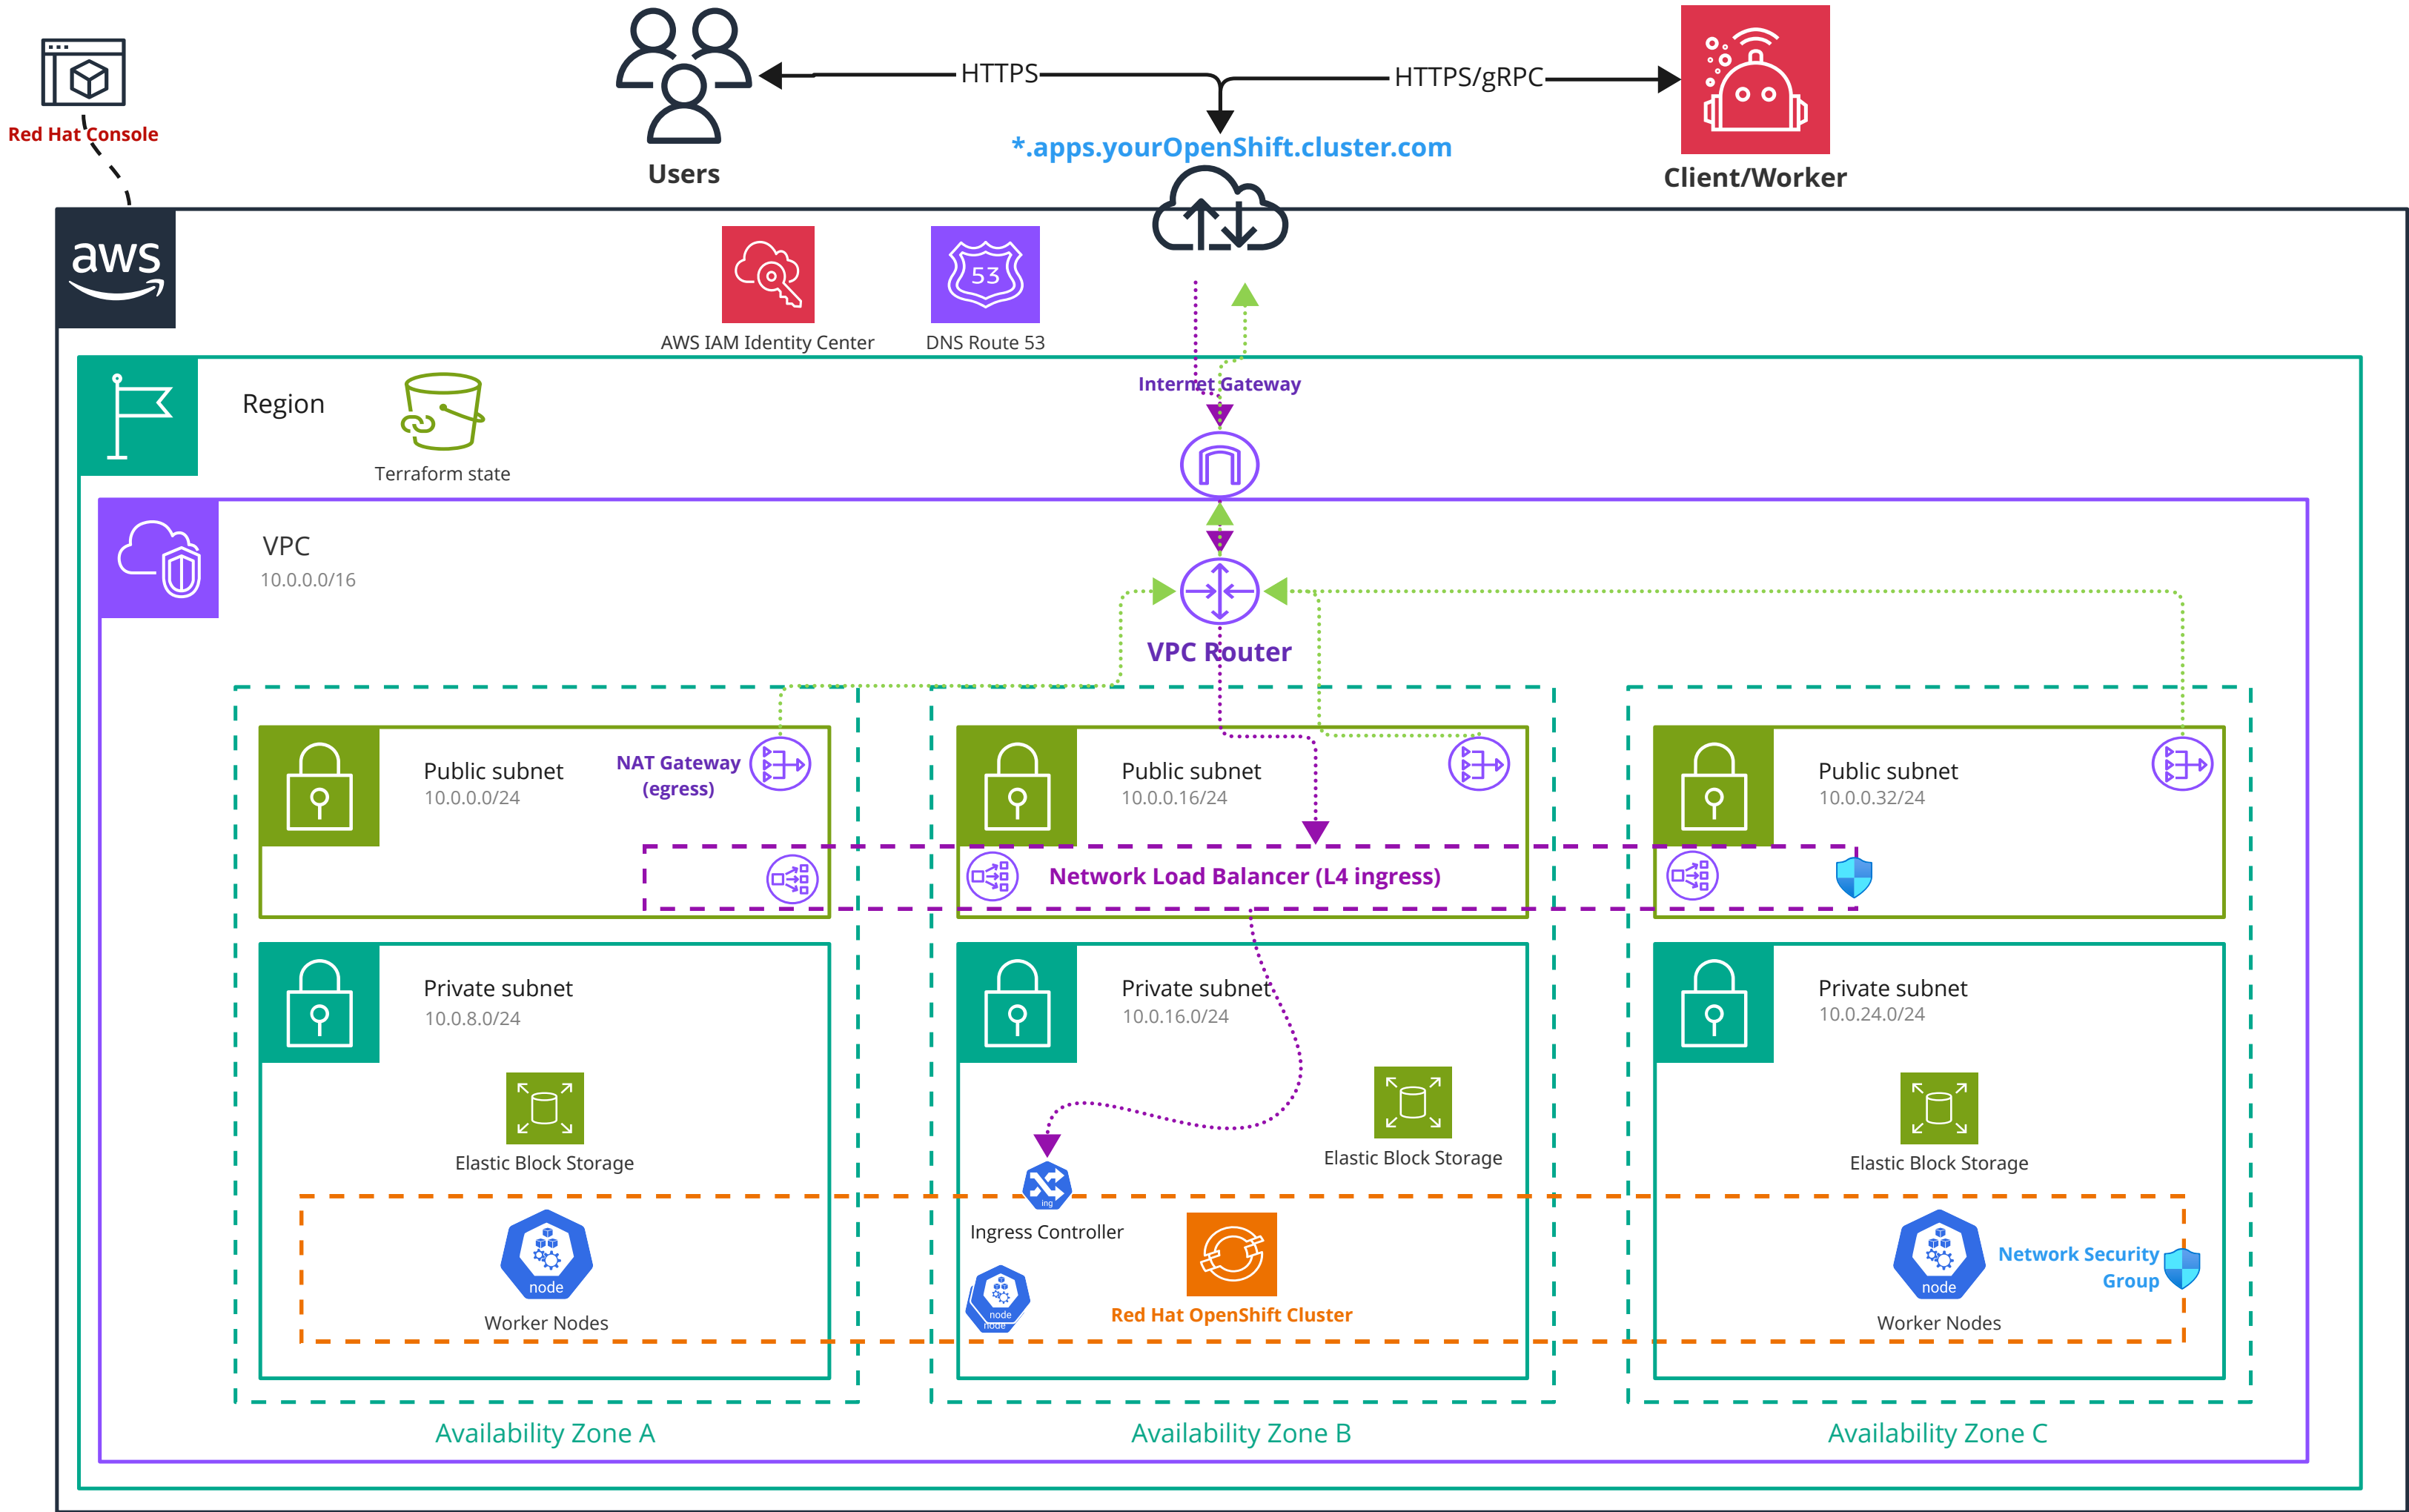 HTTPS
HTTPS/gRPC
Red Hat Console
*.apps.yourOpenShift.cluster.com
Users
Client/Worker
aws
53
AWS IAM Identity Center
DNS Route 53
Internet Gateway
Region
Terraform state
VPC
10.0.0.0/16
VPC Router
Public subnet
10.0.0.0/24
NAT Gateway
(egress)
Public subnet
10.0.0.16/24
Public subnet
10.0.0.32/24
Network Load Balancer (L4 ingress)
Private subnet
10.0.8.0/24
Private subnet
10.0.16.0/24
Private subnet
10.0.24.0/24
Elastic Block Storage
Elastic Block Storage
Elastic Block Storage
ing
Ingress Controller
node
Worker Nodes
node
node
Red Hat OpenShift Cluster
node
Worker Nodes
Network Security
Group
Availability Zone A
Availability Zone B
Availability Zone C